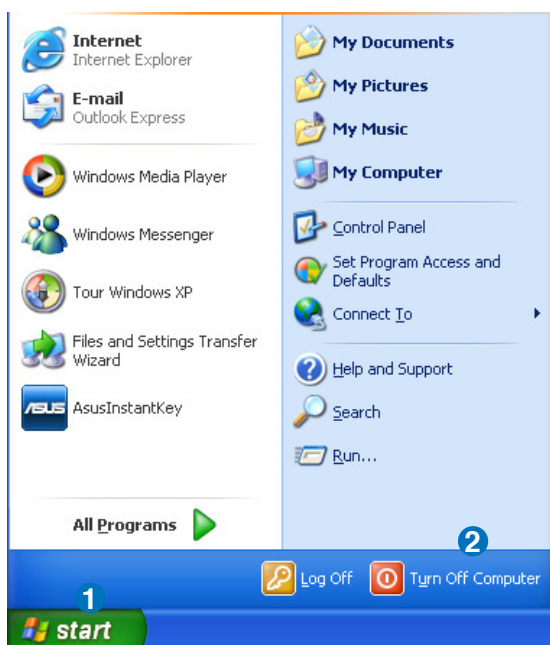 Internet
Internet Explorer
E-mail
Outlook Express
Windows Media Player
Windows Messenger
Tour Windows XP
Files and Settings Transfer
Wizard
ASUS AsusInstantKey
All Programs
My Documents
My Pictures
My Music
My Computer
Control Panel
Set Program Access and
Defaults
Connect To
Help and Support
Search
Run...
2
Log Off Turn Off Computer
1
start